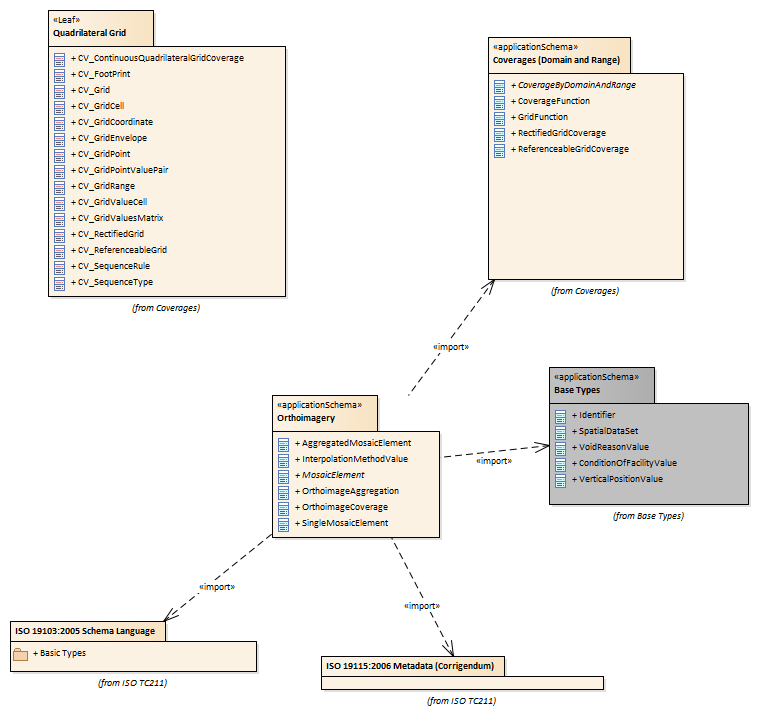 «Leaf»
Quadrilateral Grid
+ CV_ContinuousQuadrilateralGridCoverage
+ CV_FootPrint
+ CV_Grid
+ CV_GridCell
+ CV_GridCoordinate
+ CV_GridEnvelope
+ CV_GridPoint
+ CV_GridPointValuePair
+ CV_GridRange
+ CV_GridValueCell
+ CV_GridValuesMatrix
+ CV_RectifiedGrid
+ CV_ReferenceableGrid
+ CV_SequenceRule
+ CV_SequenceType
(from Coverages)
«applicationSchema»
Coverages (Domain and Range)
+ CoverageByDomainAndRange
+ CoverageFunction
+ GridFunction
+ RectifiedGridCoverage
+ ReferenceableGridCoverage
(from Coverages)
«import»
«applicationSchema»
Base Types
+ Identifier
+ SpatialDataSet
+ VoidReasonValue
+ ConditionOfFacilityValue
+ VerticalPositionValue
(from Base Types)
«applicationSchema»
Orthoimagery
+ AggregatedMosaicElement
+ InterpolationMethodValue
+ MosaicElement
+ OrthoimageAggregation
+ OrthoimageCoverage
+ SingleMosaicElement
«import»
«import»
«import»
ISO 19103:2005 Schema Language
+ Basic Types
(from ISO TC211)
ISO 19115:2006 Metadata (Corrigendum)
(from ISO TC211)